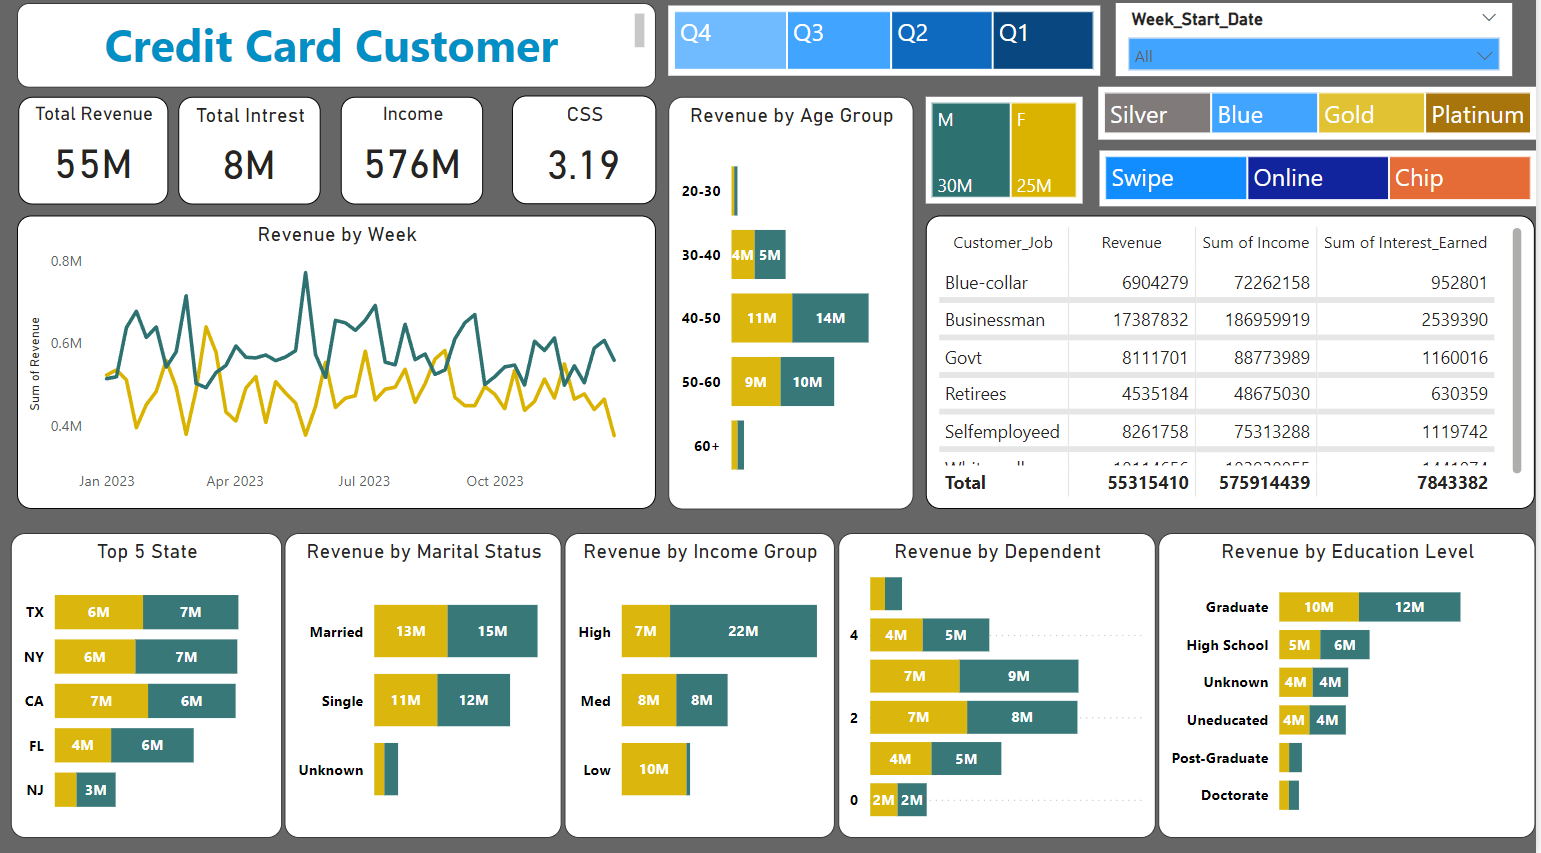 Credit Card Customer
Q4 Q3 Q2 Q1
Week_Start_Date
All
Total Revenue
55M
Total Intrest
8M
Income
576M
CSS
3.19
Revenue by Age Group
20-30
30-40 4M 5M
40-50 11M 14M
50-60 9M 10M
60+
M F
30M 25M
Silver Blue Gold Platinum
Swipe Online Chip
Revenue by Week
Sum of Revenue
0.8M
0.6M
0.4M
Jan 2023 Apr 2023 Jul 2023 Oct 2023
Customer_Job Revenue Sum of Income Sum of Interest_Earned
Blue-collar 6904279 72262158 952801
Businessman 17387832 186959919 2539390
Govt 8111701 88773989 1160016
Retirees 4535184 48675030 630359
Selfemployeed 8261758 75313288 1119742
Total 55315410 575914439 7843382
Top 5 State
TX 6M 7M
NY 6M 7M
CA 7M 6M
FL 4M 6M
NJ 3M
Revenue by Marital Status
Married 13M 15M
Single 11M 12M
Unknown
Revenue by Income Group
High 7M 22M
Med 8M 8M
Low 10M
Revenue by Dependent
4 4M 5M
7M 9M
2 7M 8M
4M 5M
0 2M 2M
Revenue by Education Level
Graduate 10M 12M
High School 5M 6M
Unknown 4M 4M
Uneducated 4M 4M
Post-Graduate
Doctorate